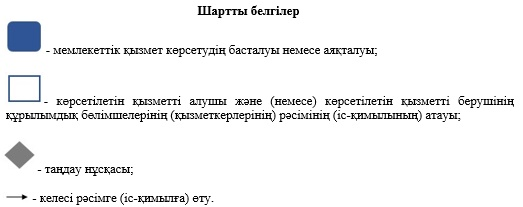 Шартты белгілер
- мемлекеттік қызмет көрсетудің басталуы немесе аяқталуы;
- көрсетілетін қызметті алушы және (немесе) көрсетілетін қызметті берушінің
құрылымдық бөлімшелерінің (қызметкерлерінің) рәсімінің (іс-қимылының) атауы;
- таңдау нұсқасы;
- келесі рәсімге (іс-қимылға) өту.